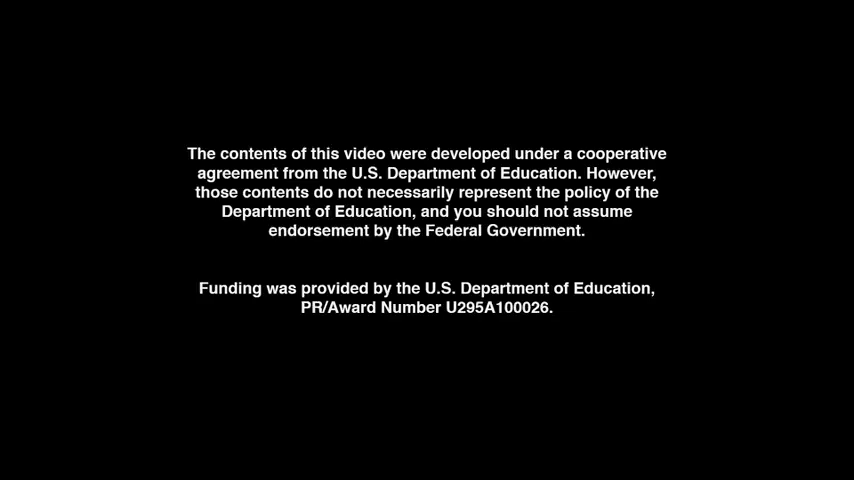 The contents of this video were developed under a cooperative
agreement from the U.S. Department of Education. However,
those contents do not necessarily represent the policy of the
Department of Education, and you should not assume
endorsement by the Federal Government.
Funding was provided by the U.S. Department of Education,
PR/Award Number U295A100026.